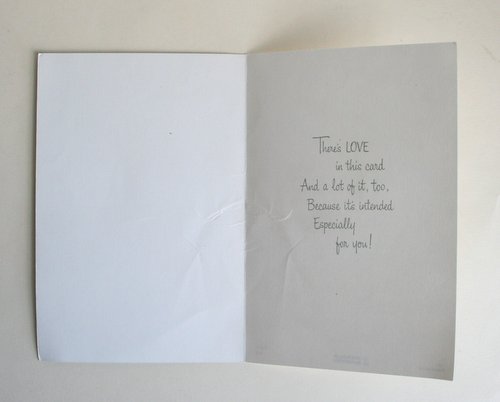 There's LOVE
in this card
And a lot of it, too,
Because it's intended
Especially
for you!